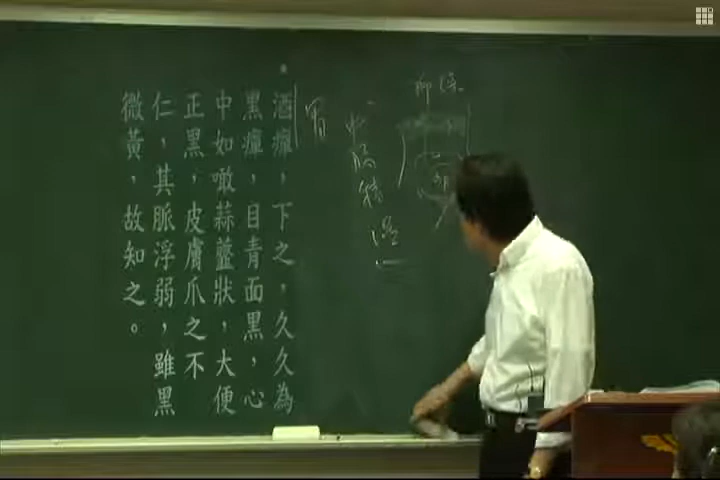 酒癉,下之,久久為
黑癉,目青面黑,心
中如噉蒜虀狀,大便
正黑,皮膚爪之不
仁,其脈浮弱,雖黑
微黃,故知之。